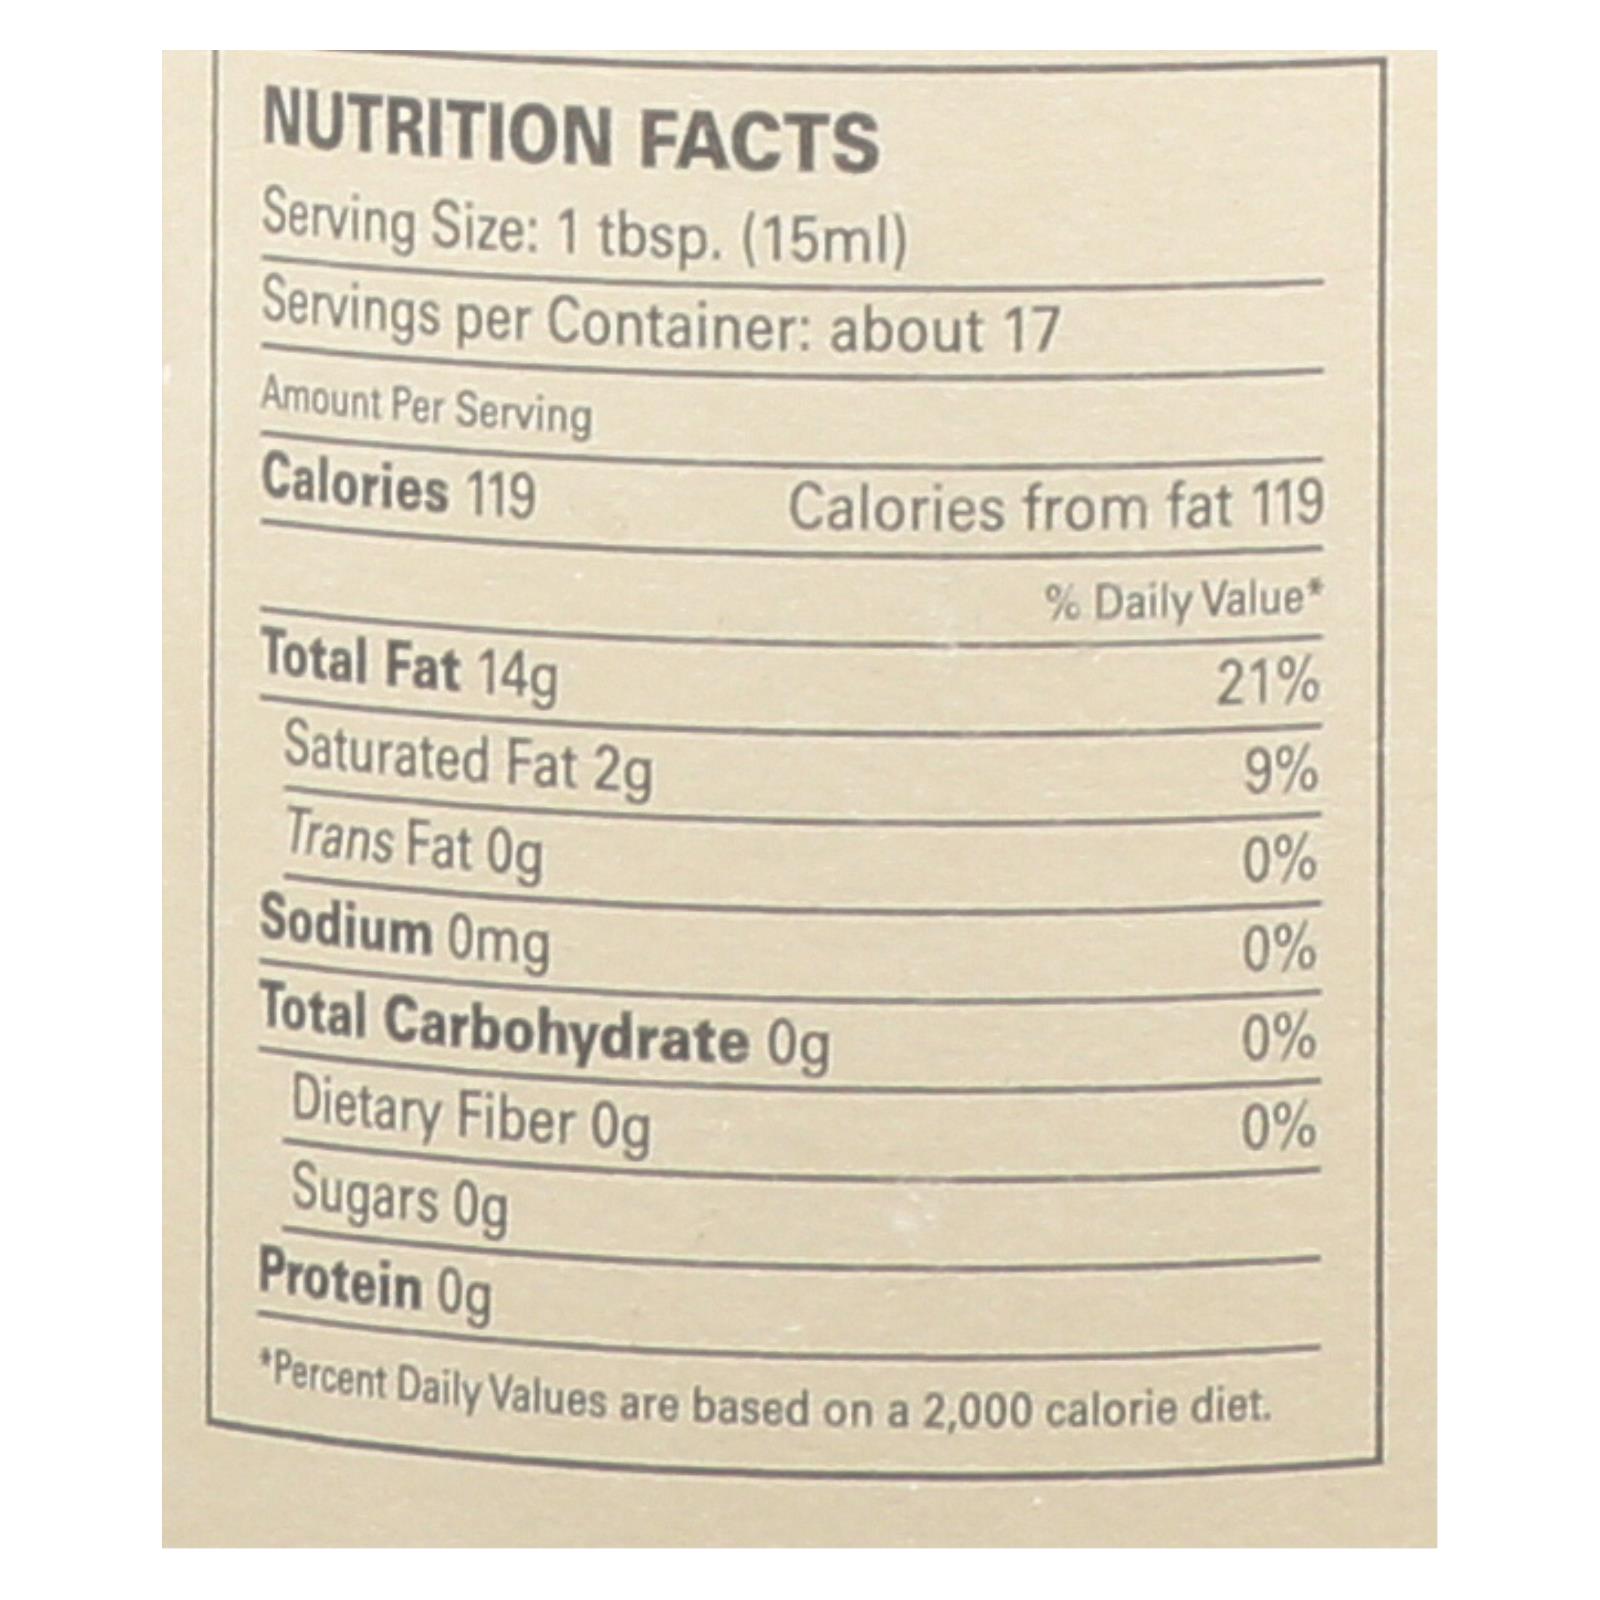 NUTRITION FACTS
Serving Size: 1 tbsp. (15ml)
Servings per Container: about 17
Amount Per Serving
Calories 119 Calories from fat 119
% Daily Value*
Total Fat 14g 21%
Saturated Fat 2g 9%
Trans Fat 0g 0%
Sodium 0mg 0%
Total Carbohydrate 0g 0%
Dietary Fiber 0g 0%
Sugars 0g
Protein 0g
*Percent Daily Values are based on a 2,000 calorie diet.